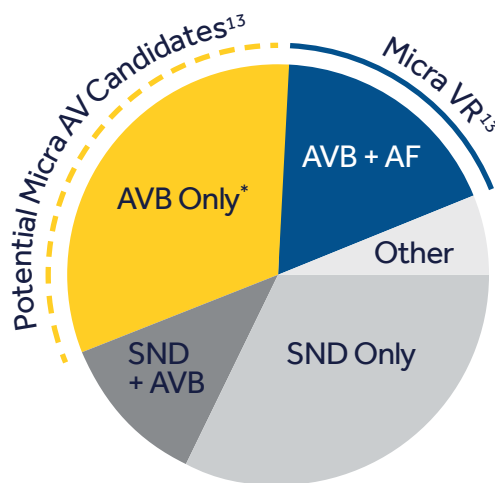 Potential Micra AV Candidates¹³
Micra VR¹³
AVB + AF
AVB Only*
Other
SND
+ AVB
SND Only